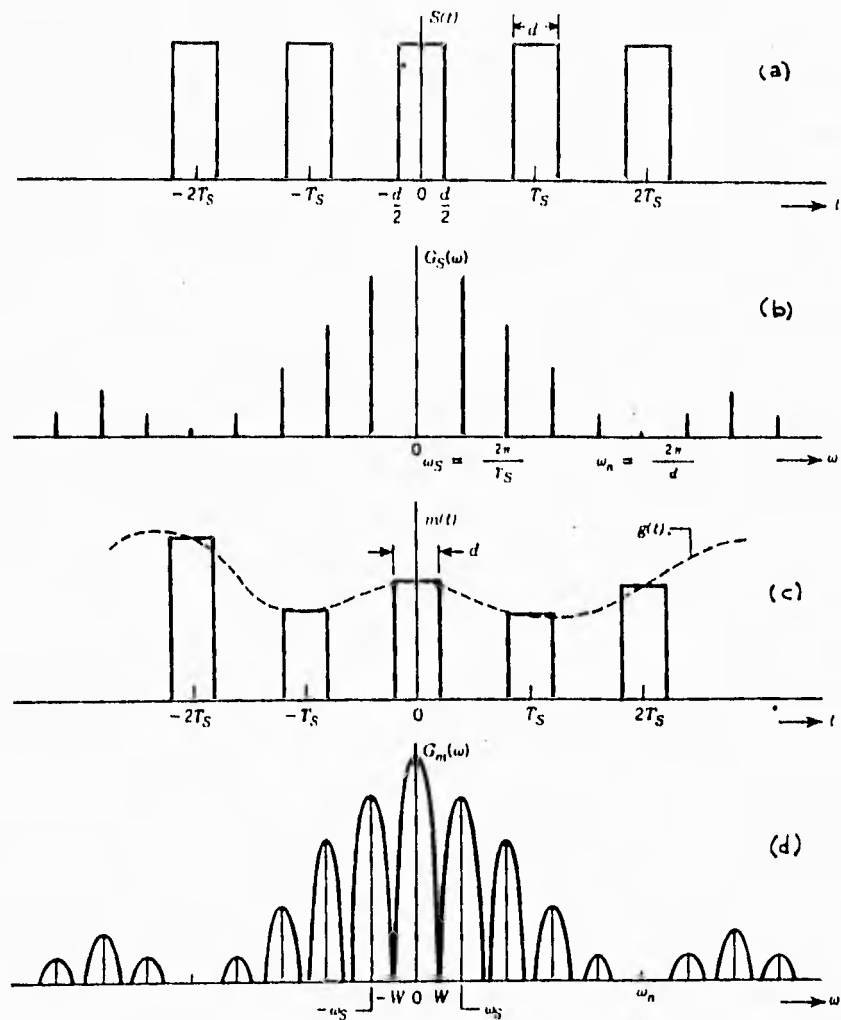 S(t)
d
(a)
-2T_S -T_S -d/2 0 d/2 T_S 2T_S t
G_S(ω)
(b)
0 ω_S = 2π/T_S ω_n = 2π/d ω
m(t)
g(t)
d
(c)
-2T_S -T_S 0 T_S 2T_S t
G_m(ω)
(d)
-ω_S -W 0 W ω_S ω_n ω